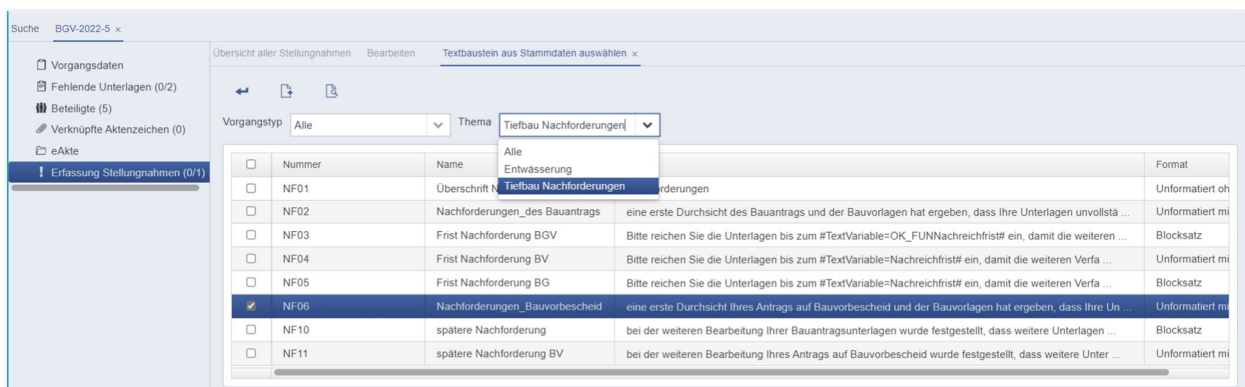 Suche BGV-2022-5 ×
Übersicht aller Stellungnahmen Bearbeiten Textbaustein aus Stammdaten auswählen ×
Vorgangsdaten
Fehlende Unterlagen (0/2)
Beteiligte (5)
Verknüpfte Aktenzeichen (0)
eAkte
Erfassung Stellungnahmen (0/1)
Vorgangstyp Alle Thema Tiefbau Nachforderungen
Alle
Entwässerung
Tiefbau Nachforderungen
Nummer Name Format
NF01 Überschrift N rderungen Unformatiert oh
NF02 Nachforderungen_des Bauantrags eine erste Durchsicht des Bauantrags und der Bauvorlagen hat ergeben, dass Ihre Unterlagen unvollstä ... Unformatiert mi
NF03 Frist Nachforderung BGV Bitte reichen Sie die Unterlagen bis zum #TextVariable=OK_FUNNachreichfrist# ein, damit die weiteren ... Blocksatz
NF04 Frist Nachforderung BV Bitte reichen Sie die Unterlagen bis zum #TextVariable=Nachreichfrist# ein, damit die weiteren Verfa ... Unformatiert mi
NF05 Frist Nachforderung BG Bitte reichen Sie die Unterlagen bis zum #TextVariable=Nachreichfrist# ein, damit die weiteren Verfa ... Blocksatz
NF06 Nachforderungen_Bauvorbescheid eine erste Durchsicht Ihres Antrags auf Bauvorbescheid und der Bauvorlagen hat ergeben, dass Ihre Un ... Unformatiert mi
NF10 spätere Nachforderung bei der weiteren Bearbeitung Ihrer Bauantragsunterlagen wurde festgestellt, dass weitere Unterlagen ... Blocksatz
NF11 spätere Nachforderung BV bei der weiteren Bearbeitung Ihres Antrags auf Bauvorbescheid wurde festgestellt, dass weitere Unter ... Unformatiert mi